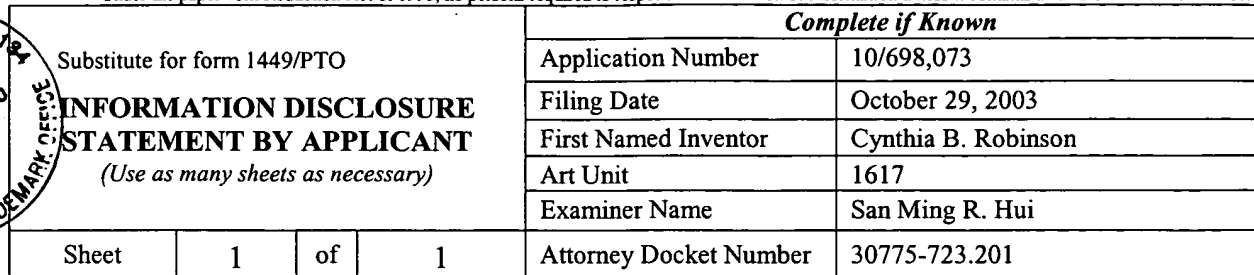 Complete if Known
Substitute for form 1449/PTO
Application Number 10/698,073
INFORMATION DISCLOSURE
Filing Date October 29, 2003
STATEMENT BY APPLICANT
First Named Inventor Cynthia B. Robinson
(Use as many sheets as necessary)
Art Unit 1617
Examiner Name San Ming R. Hui
Sheet 1 of 1 Attorney Docket Number 30775-723.201
OFFICE